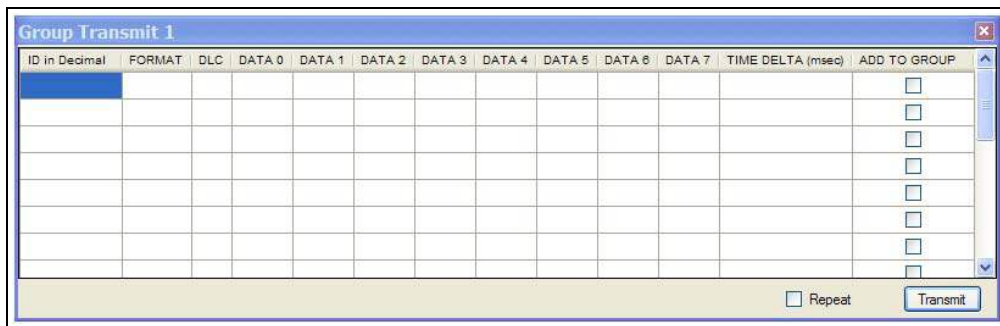 Group Transmit 1
ID in Decimal FORMAT DLC DATA 0 DATA 1 DATA 2 DATA 3 DATA 4 DATA 5 DATA 6 DATA 7 TIME DELTA (msec) ADD TO GROUP
Repeat Transmit